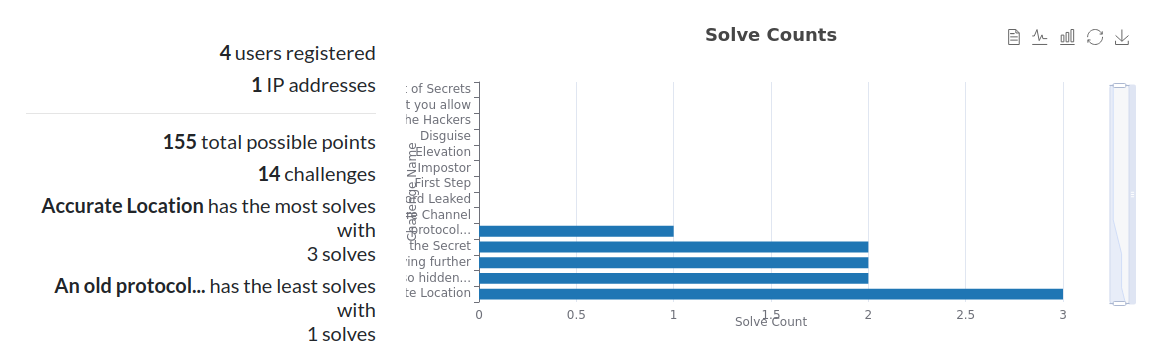 4 users registered
1 IP addresses
155 total possible points
14 challenges
Accurate Location has the most solves
with
3 solves
An old protocol... has the least solves
with
1 solves
Solve Counts
of Secrets
t you allow
he Hackers
Disguise
Elevation
Impostor
First Step
d Leaked
Channel
protocol...
the Secret
ing further
o hidden...
te Location
Challenge Name
0 0.5 1 1.5 2 2.5 3
Solve Count